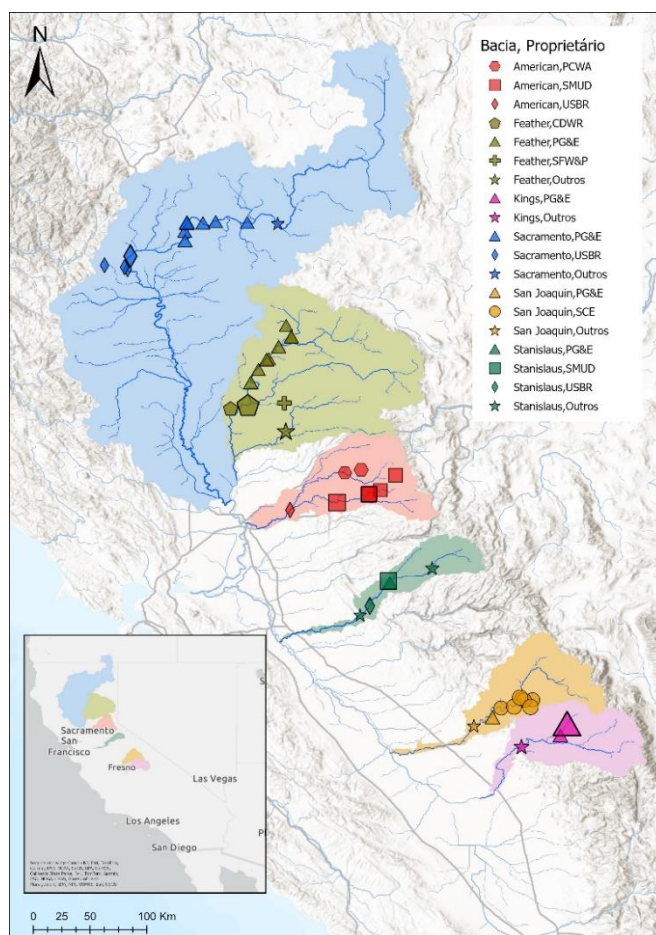 N
Bacia, Proprietário
American,PCWA
American,SMUD
American,USBR
Feather,CDWR
Feather,PG&E
Feather,SFW&P
Feather,Outros
Kings,PG&E
Kings,Outros
Sacramento,PG&E
Sacramento,USBR
Sacramento,Outros
San Joaquin,PG&E
San Joaquin,SCE
San Joaquin,Outros
Stanislaus,PG&E
Stanislaus,SMUD
Stanislaus,USBR
Stanislaus,Outros
Sacramento
San
Francisco
Fresno
Las Vegas
Los Angeles
San Diego
0 25 50 100 Km